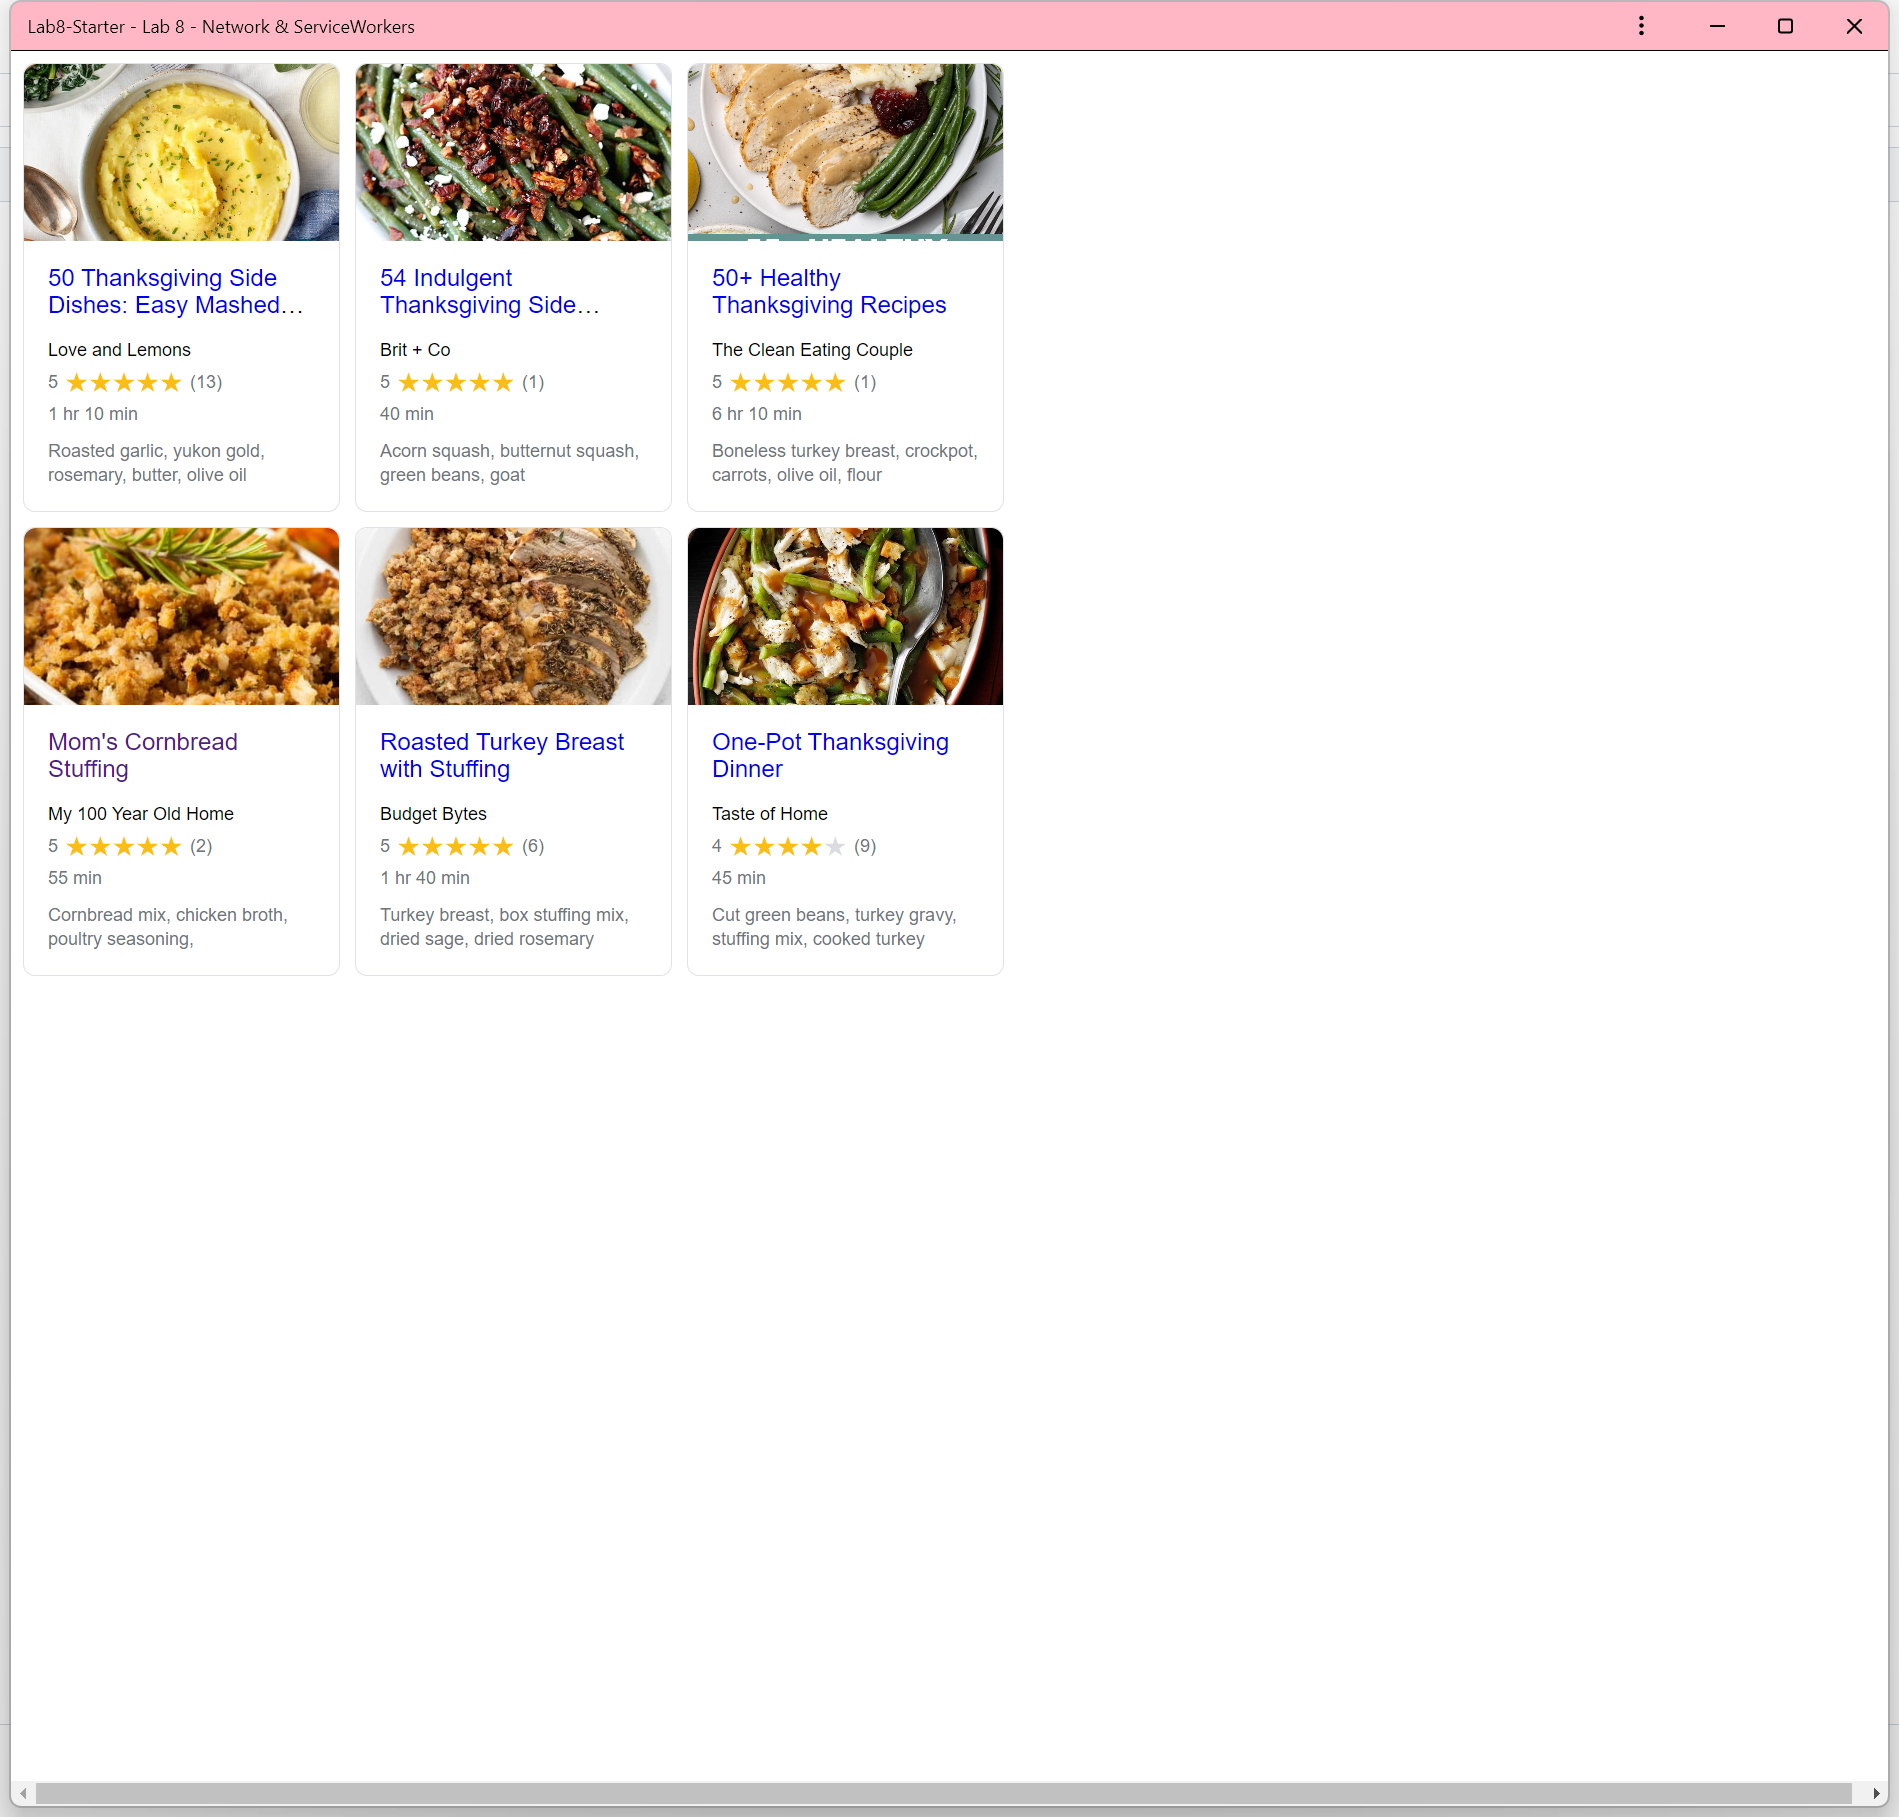 Lab8-Starter - Lab 8 - Network & ServiceWorkers
50 Thanksgiving Side
Dishes: Easy Mashed...
Love and Lemons
5 ★★★★★ (13)
1 hr 10 min
Roasted garlic, yukon gold,
rosemary, butter, olive oil
54 Indulgent
Thanksgiving Side...
Brit + Co
5 ★★★★★ (1)
40 min
Acorn squash, butternut squash,
green beans, goat
50+ Healthy
Thanksgiving Recipes
The Clean Eating Couple
5 ★★★★★ (1)
6 hr 10 min
Boneless turkey breast, crockpot,
carrots, olive oil, flour
Mom's Cornbread
Stuffing
My 100 Year Old Home
5 ★★★★★ (2)
55 min
Cornbread mix, chicken broth,
poultry seasoning,
Roasted Turkey Breast
with Stuffing
Budget Bytes
5 ★★★★★ (6)
1 hr 40 min
Turkey breast, box stuffing mix,
dried sage, dried rosemary
One-Pot Thanksgiving
Dinner
Taste of Home
4 ★★★★★ (9)
45 min
Cut green beans, turkey gravy,
stuffing mix, cooked turkey